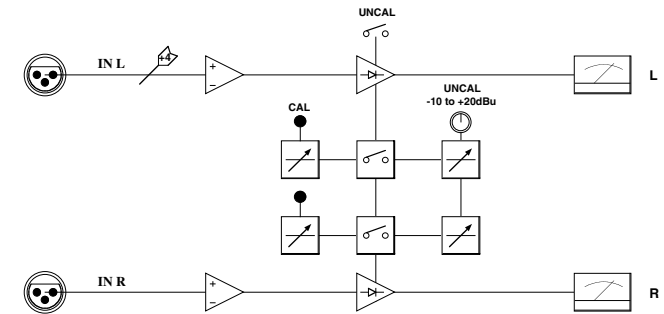 UNCAL
IN L
+4
L
UNCAL
-10 to +20dBu
CAL
IN R
R